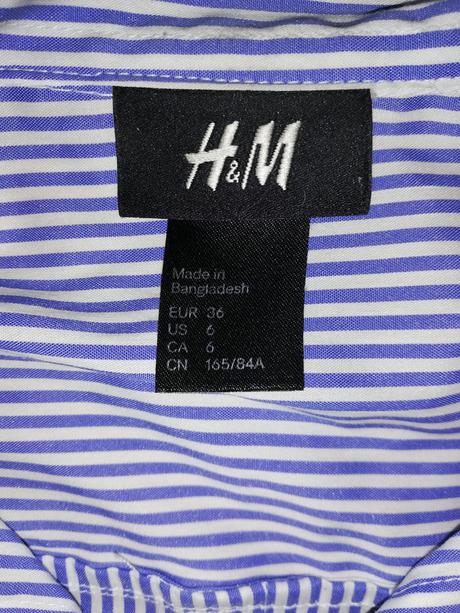 H&M
Made in
Bangladesh
EUR 36
US 6
CA 6
CN 165/84A